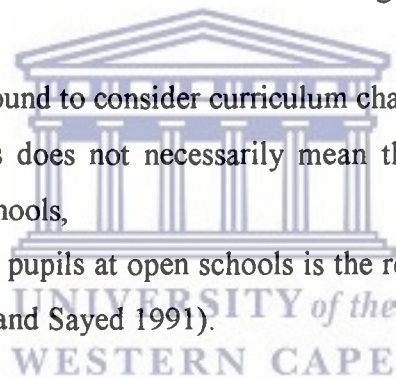 ound to consider curriculum cha
s does not necessarily mean th
hools,
pupils at open schools is the re
UNIVERSITY of the
and Sayed 1991).
WESTERN CAPE